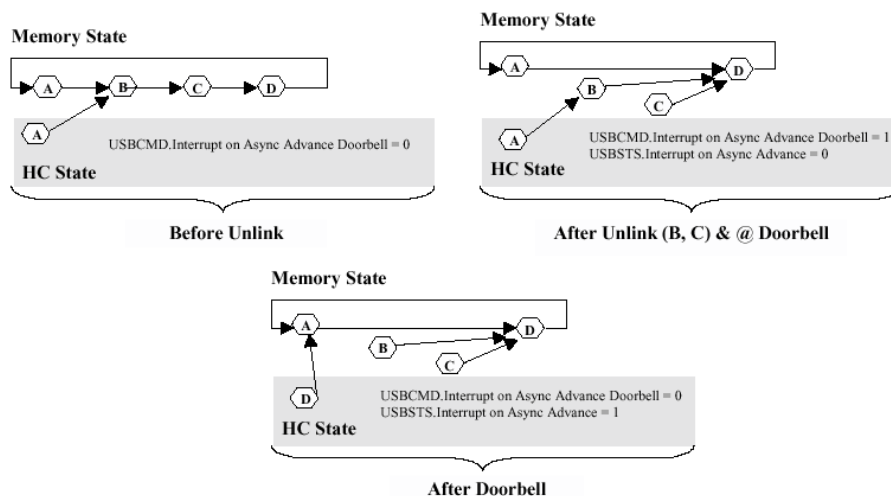 Memory State
A B C D
A
USBCMD.Interrupt on Async Advance Doorbell = 0
HC State
Before Unlink
Memory State
A D
B
C
A
USBCMD.Interrupt on Async Advance Doorbell = 1
USBSTS.Interrupt on Async Advance = 0
HC State
After Unlink (B, C) & @ Doorbell
Memory State
A D
B
C
D
USBCMD.Interrupt on Async Advance Doorbell = 0
USBSTS.Interrupt on Async Advance = 1
HC State
After Doorbell